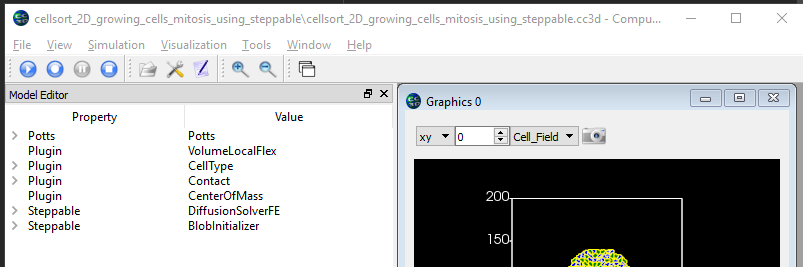 cellsort_2D_growing_cells_mitosis_using_steppable\cellsort_2D_growing_cells_mitosis_using_steppable.cc3d - Compu...
File View Simulation Visualization Tools Window Help
Model Editor
Property Value
Potts Potts
Plugin VolumeLocalFlex
Plugin CellType
Plugin Contact
Plugin CenterOfMass
Steppable DiffusionSolverFE
Steppable BlobInitializer
Graphics 0
xy 0 Cell_Field
200
150